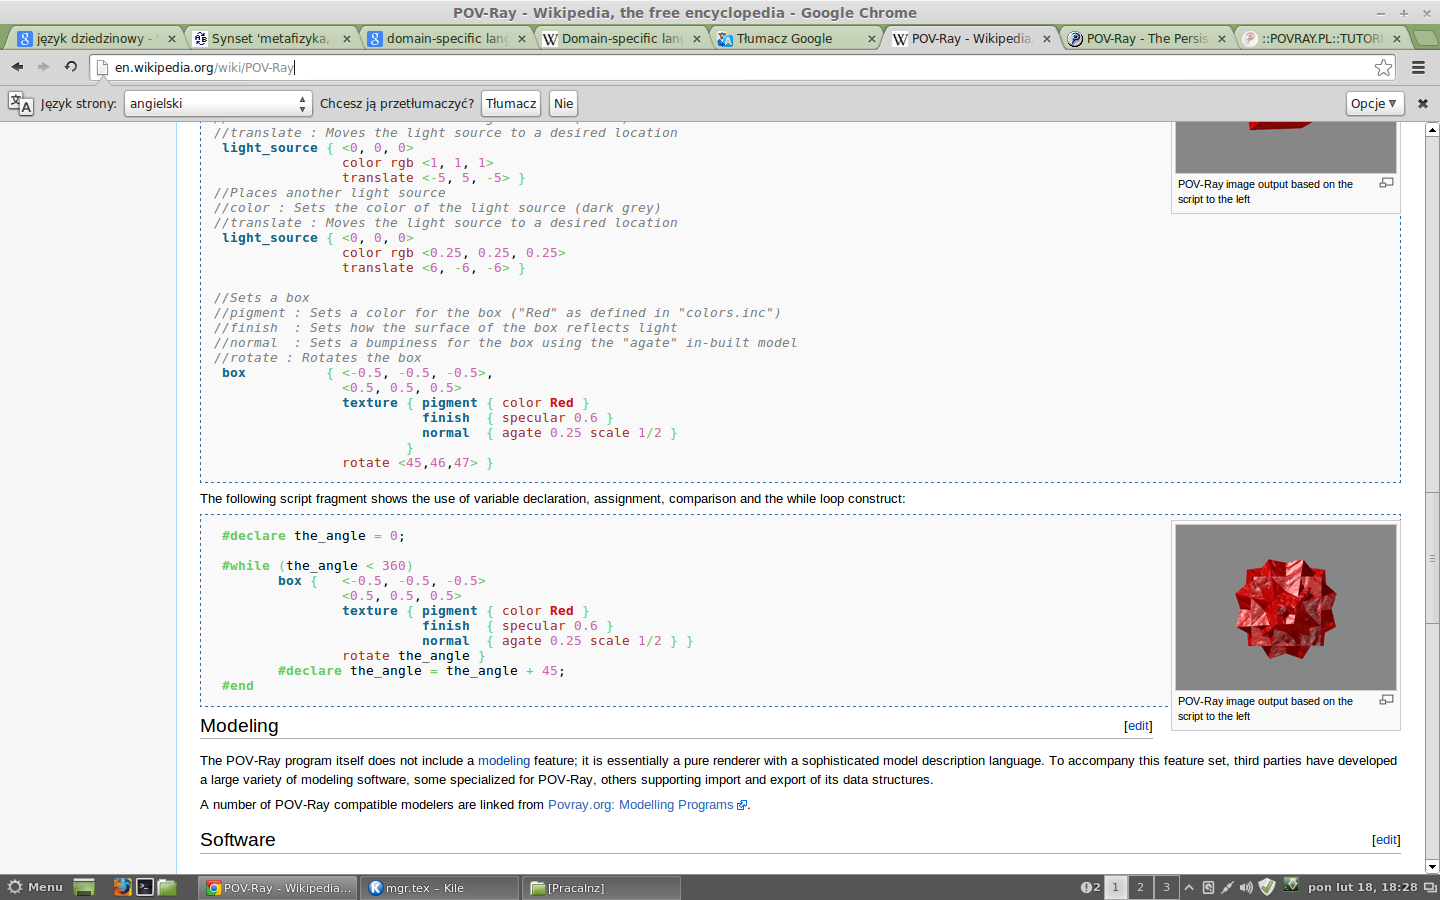 POV-Ray - Wikipedia, the free encyclopedia - Google Chrome
język dziedzinowy -
Synset 'metafizyka,
domain-specific lang
Domain-specific lan
Tłumacz Google
POV-Ray - Wikipedia,
POV-Ray - The Persis
::POVRAY.PL::TUTOR
en.wikipedia.org/wiki/POV-Ray
Język strony: angielski Chcesz ją przetłumaczyć? Tłumacz Nie Opcje
//translate : Moves the light source to a desired location
light_source { <0, 0, 0>
color rgb <1, 1, 1>
translate <-5, 5, -5> }
//Places another light source
//color : Sets the color of the light source (dark grey)
//translate : Moves the light source to a desired location
light_source { <0, 0, 0>
color rgb <0.25, 0.25, 0.25>
translate <6, -6, -6> }
//Sets a box
//pigment : Sets a color for the box ("Red" as defined in "colors.inc")
//finish  : Sets how the surface of the box reflects light
//normal  : Sets a bumpiness for the box using the "agate" in-built model
//rotate : Rotates the box
box { <-0.5, -0.5, -0.5>,
<0.5, 0.5, 0.5>
texture { pigment { color Red }
finish { specular 0.6 }
normal { agate 0.25 scale 1/2 }
}
rotate <45,46,47> }
POV-Ray image output based on the
script to the left
The following script fragment shows the use of variable declaration, assignment, comparison and the while loop construct:
#declare the_angle = 0;
#while (the_angle < 360)
box { <-0.5, -0.5, -0.5>
<0.5, 0.5, 0.5>
texture { pigment { color Red }
finish { specular 0.6 }
normal { agate 0.25 scale 1/2 } }
rotate the_angle }
#declare the_angle = the_angle + 45;
#end
POV-Ray image output based on the
script to the left
Modeling [edit]
The POV-Ray program itself does not include a modeling feature; it is essentially a pure renderer with a sophisticated model description language. To accompany this feature set, third parties have developed
a large variety of modeling software, some specialized for POV-Ray, others supporting import and export of its data structures.
A number of POV-Ray compatible modelers are linked from Povray.org: Modelling Programs.
Software [edit]
Menu
POV-Ray - Wikipedia...
mgr.tex – Kile
[PracaInz]
2
1
2
3
pon lut 18, 18:28